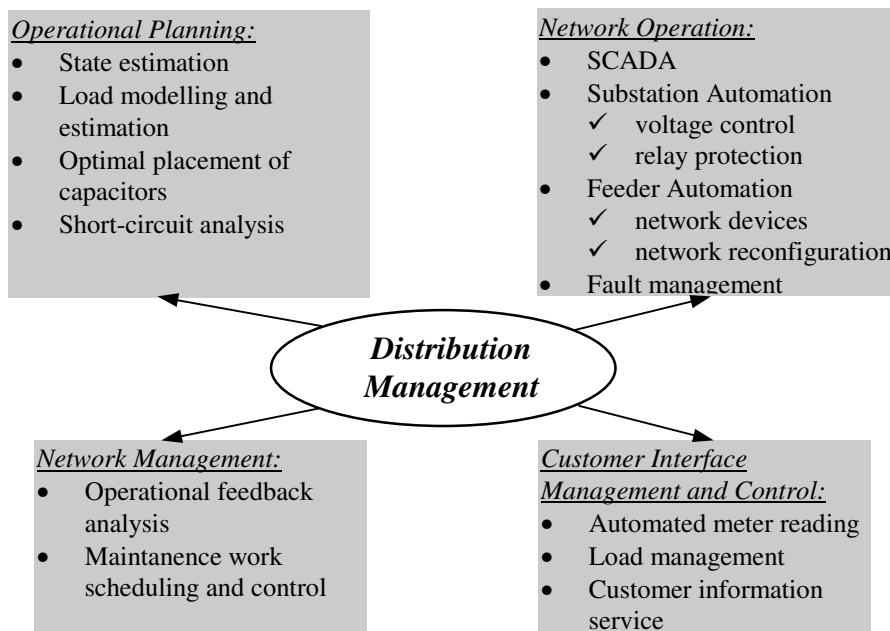 Operational Planning:
• State estimation
• Load modelling and
estimation
• Optimal placement of
capacitors
• Short-circuit analysis
Network Operation:
• SCADA
• Substation Automation
✓ voltage control
✓ relay protection
• Feeder Automation
✓ network devices
✓ network reconfiguration
• Fault management
Distribution
Management
Network Management:
• Operational feedback
analysis
• Maintanence work
scheduling and control
Customer Interface
Management and Control:
• Automated meter reading
• Load management
• Customer information
service